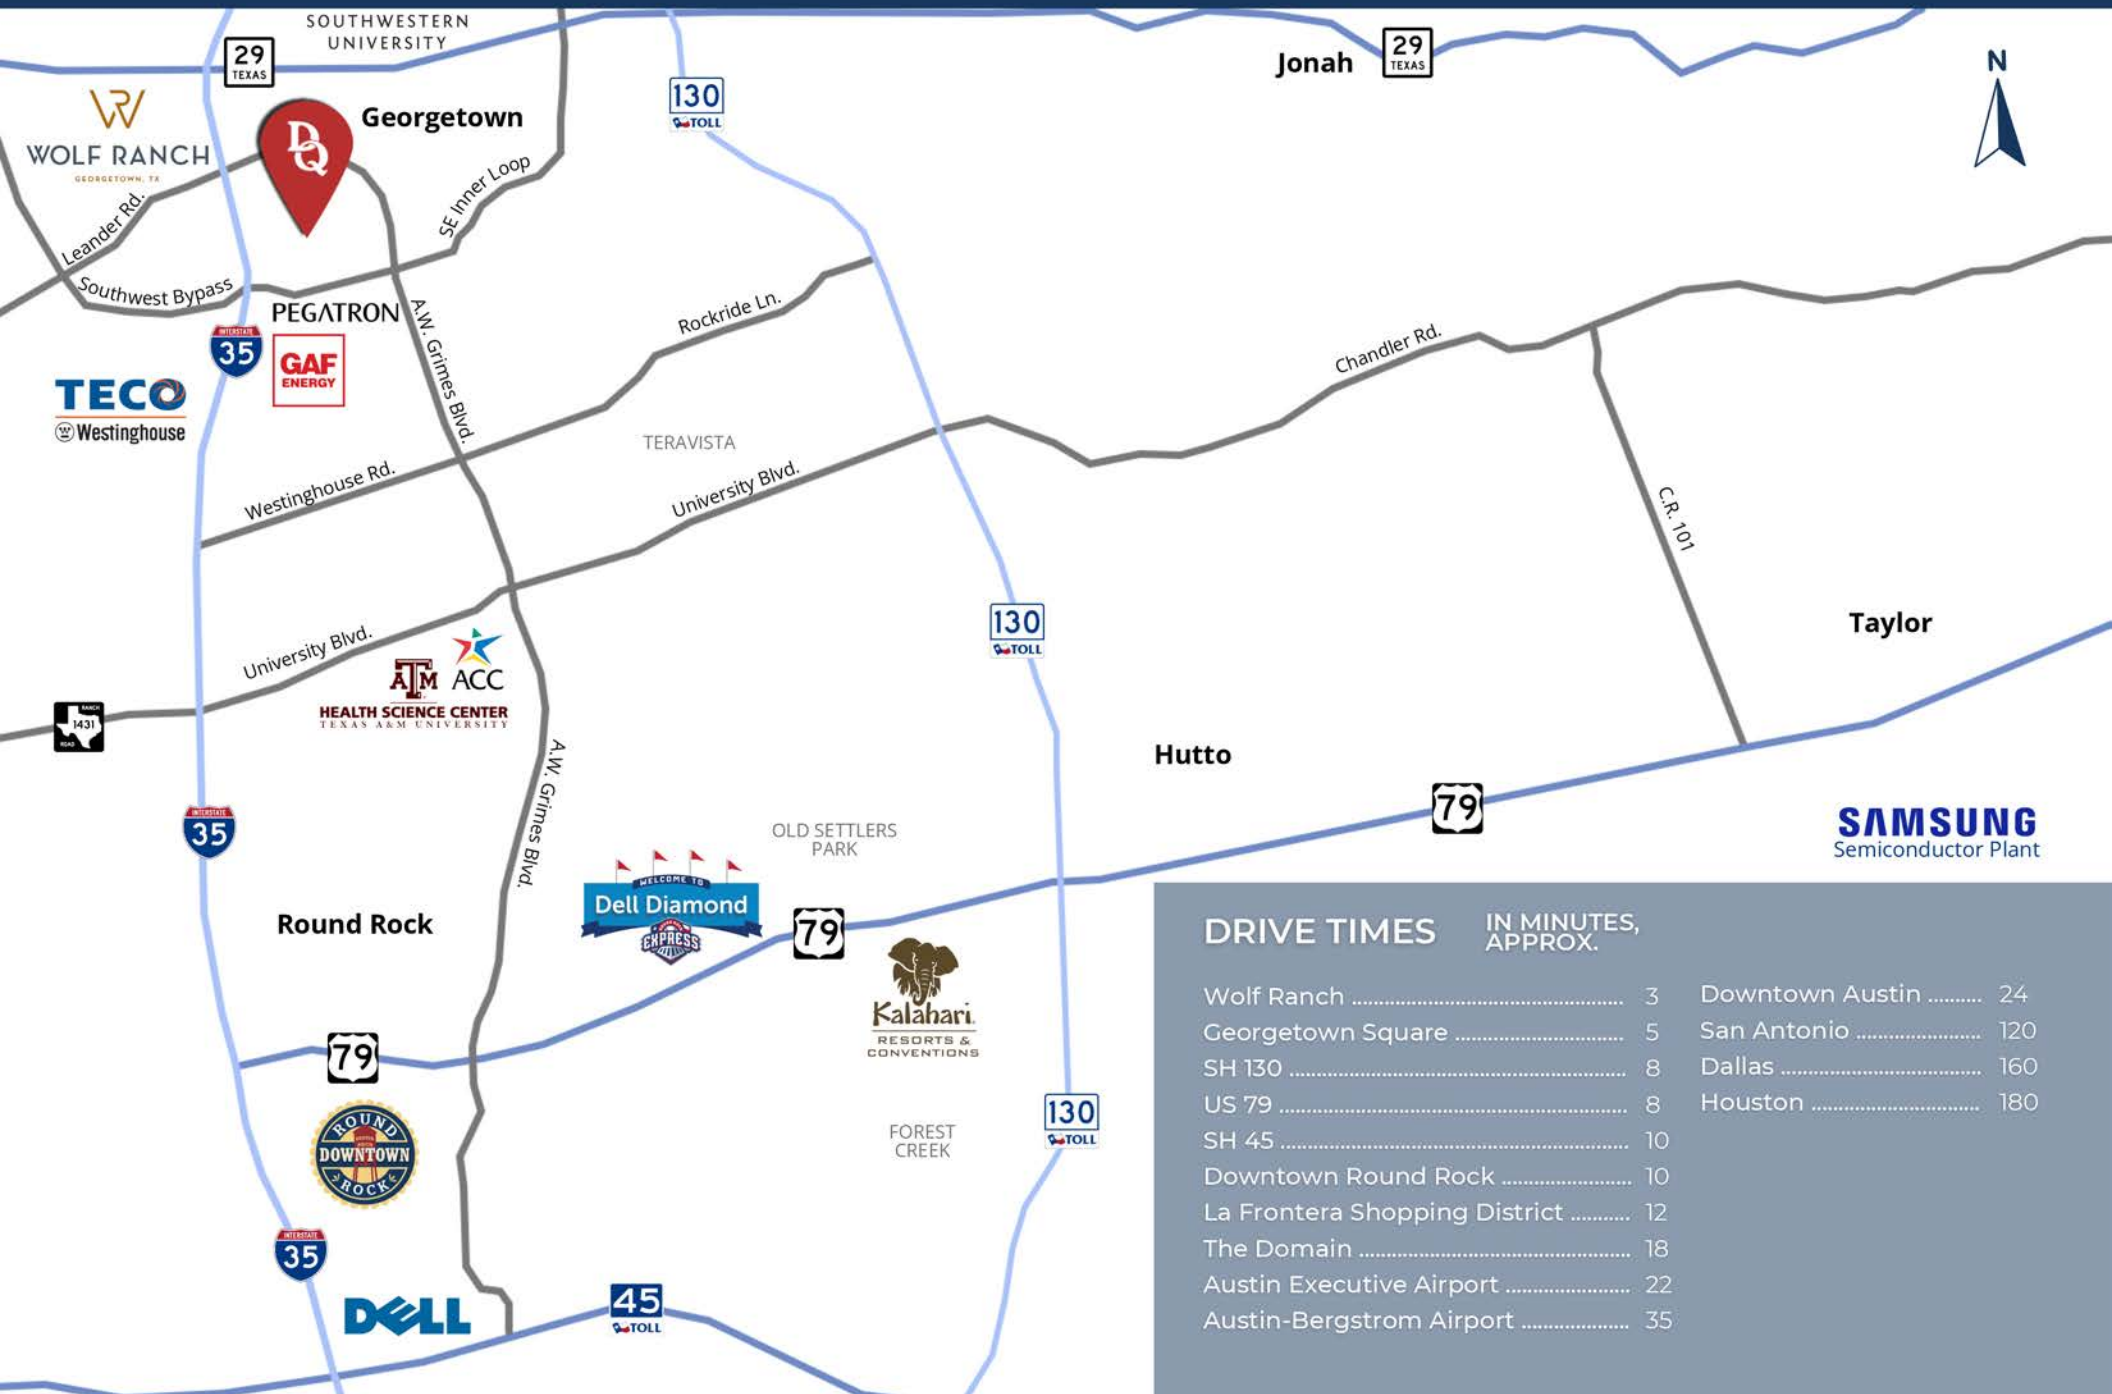 SOUTHWESTERN
UNIVERSITY
29
TEXAS
Jonah
29
TEXAS
N
WR
WOLF RANCH
GEORGETOWN, TX
DQ
Georgetown
130
TOLL
Leander Rd.
SE Inner Loop
Southwest Bypass
PEGATRON
INTERSTATE
35
GAF
ENERGY
A.W. Grimes Blvd.
Rockride Ln.
Chandler Rd.
TECO
Westinghouse
TERAVISTA
Westinghouse Rd.
University Blvd.
C.R. 101
130
TOLL
Taylor
University Blvd.
ATM
ACC
HEALTH SCIENCE CENTER
TEXAS A&M UNIVERSITY
RANCH
1431
ROAD
A.W. Grimes Blvd.
Hutto
79
INTERSTATE
35
OLD SETTLERS
PARK
SAMSUNG
Semiconductor Plant
WELCOME TO
Dell Diamond
EXPRESS
79
Round Rock
Kalahari
RESORTS &
CONVENTIONS
79
ROUND
DOWNTOWN
ROCK
FOREST
CREEK
130
TOLL
INTERSTATE
35
DELL
45
TOLL
DRIVE TIMES
IN MINUTES,
APPROX.
Wolf Ranch ........ 3
Georgetown Square ........ 5
SH 130 ........ 8
US 79 ........ 8
SH 45 ........ 10
Downtown Round Rock ........ 10
La Frontera Shopping District ........ 12
The Domain ........ 18
Austin Executive Airport ........ 22
Austin-Bergstrom Airport ........ 35
Downtown Austin ........ 24
San Antonio ........ 120
Dallas ........ 160
Houston ........ 180